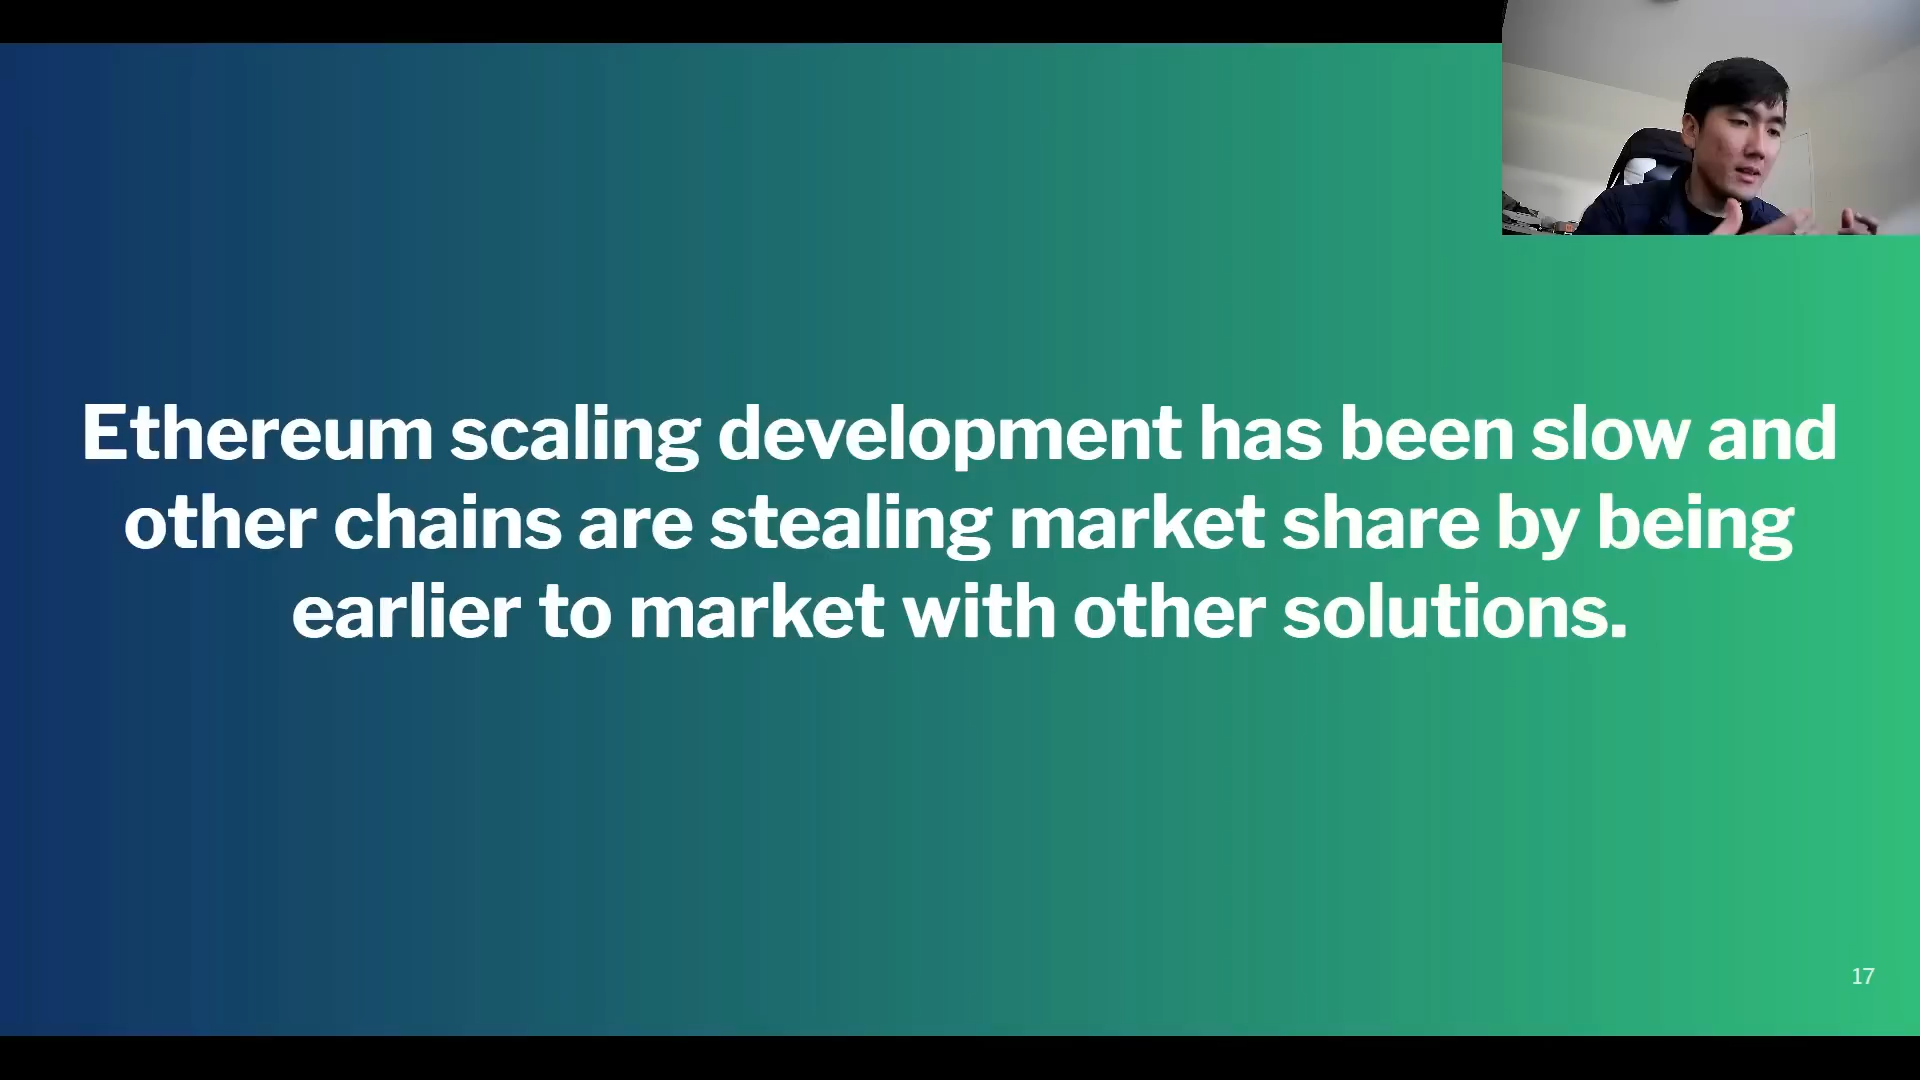 Ethereum scaling development has been slow and
other chains are stealing market share by being
earlier to market with other solutions.
17